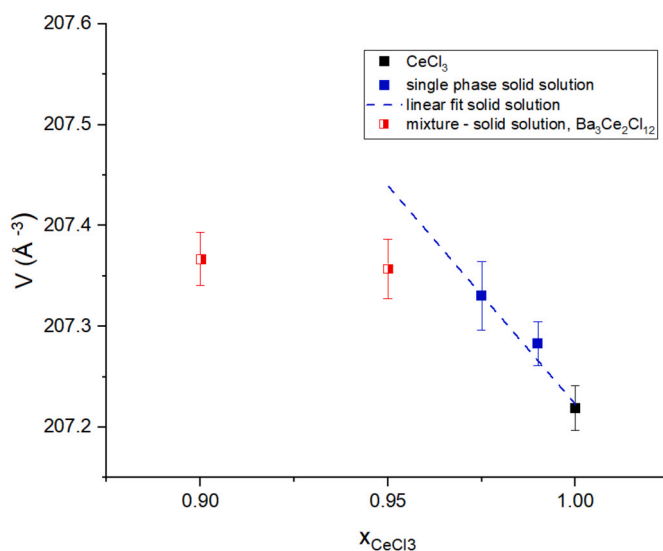 207.6
207.5
207.4
207.3
207.2
V (Å⁻³)
CeCl₃
single phase solid solution
linear fit solid solution
mixture - solid solution, Ba₃Ce₂Cl₁₂
0.90 0.95 1.00
x_CeCl3